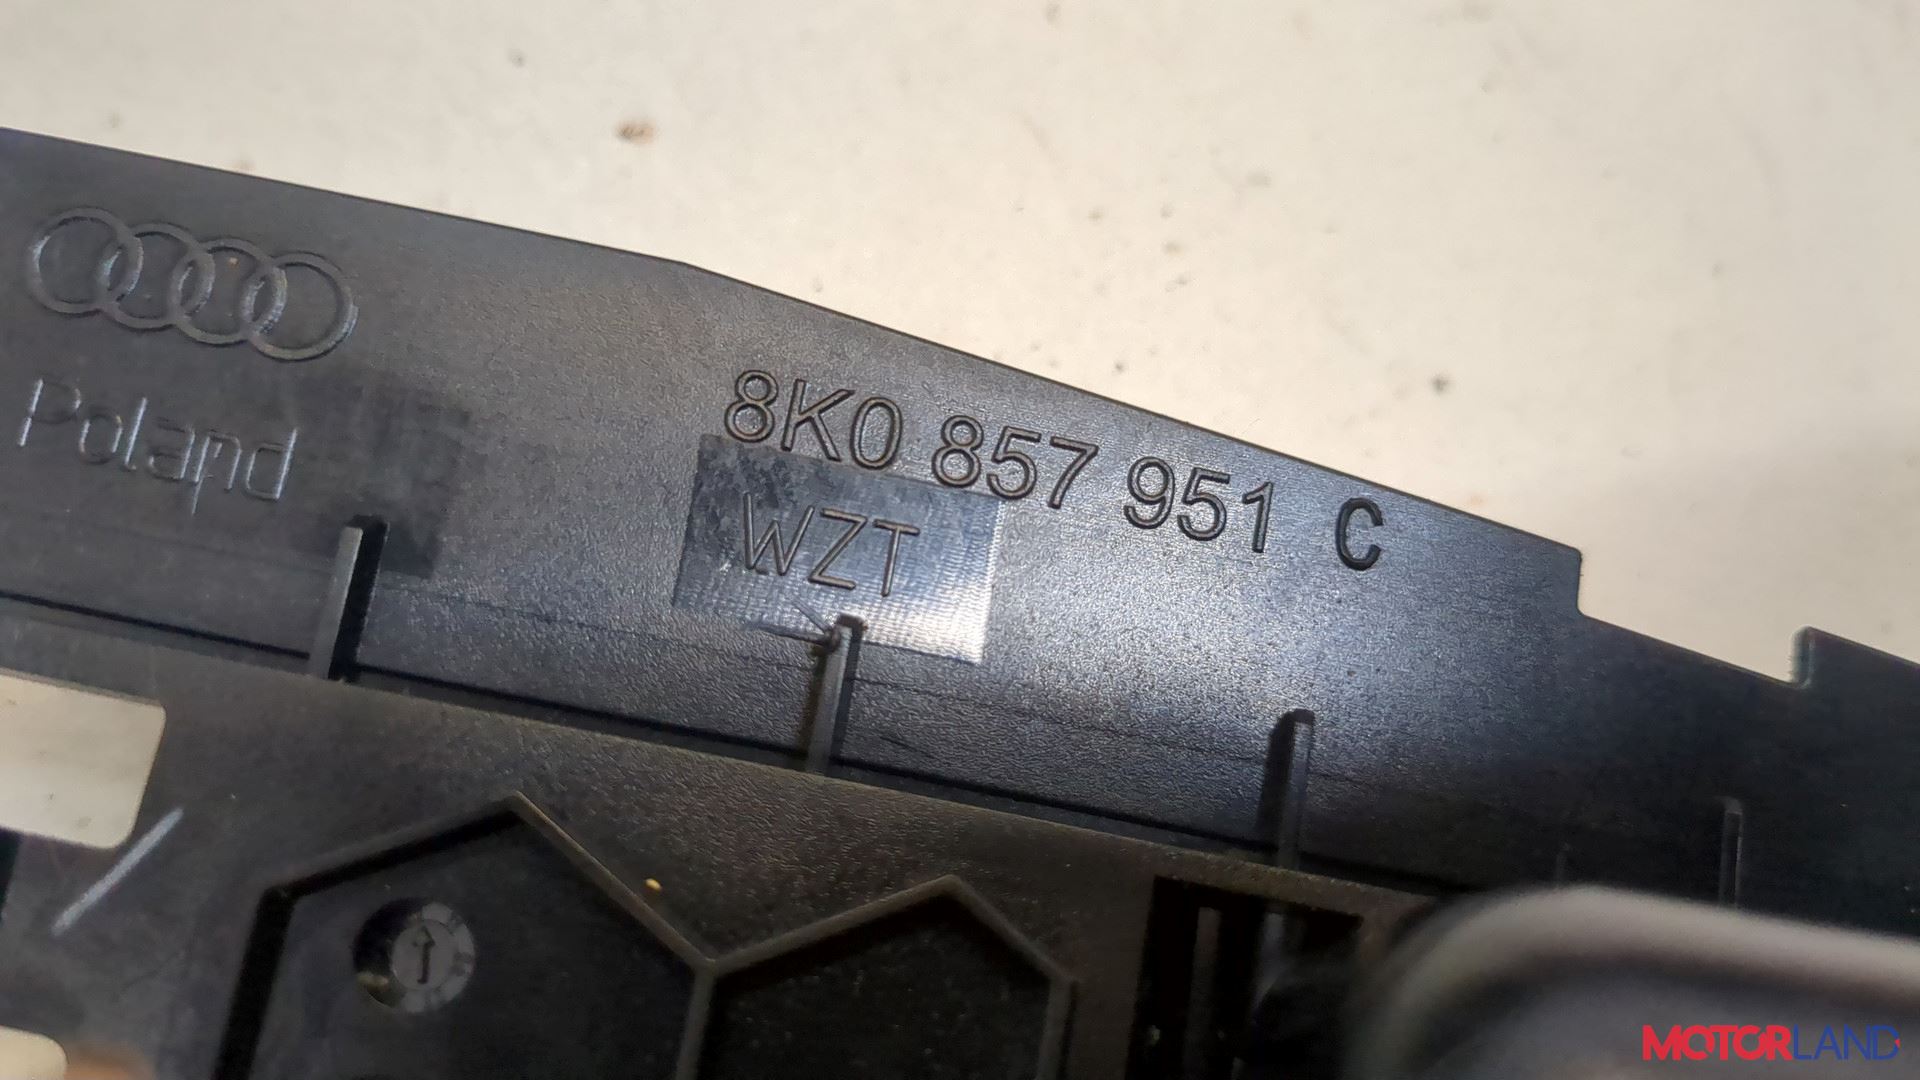 Poland
8K0 857 951 C
WZT
MOTORLAND